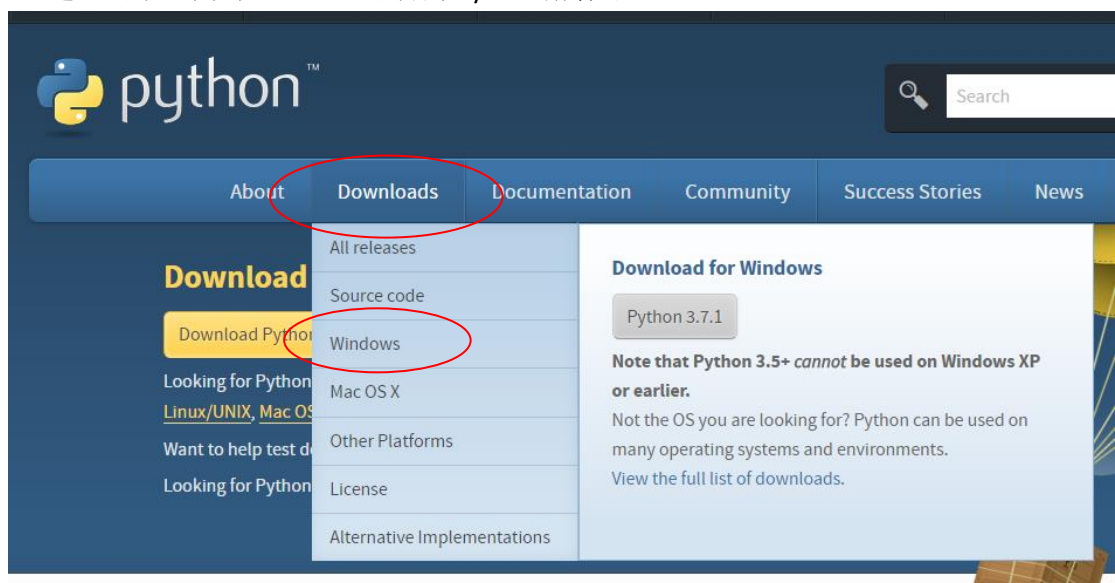 python™
Search
About Downloads Documentation Community Success Stories News
All releases
Source code
Windows
Mac OS X
Other Platforms
License
Alternative Implementations
Download
Download
Looking for Python
Linux/UNIX, Mac
Want to help test
Looking for Python
Download for Windows
Python 3.7.1
Note that Python 3.5+ cannot be used on Windows XP
or earlier.
Not the OS you are looking for? Python can be used on
many operating systems and environments.
View the full list of downloads.